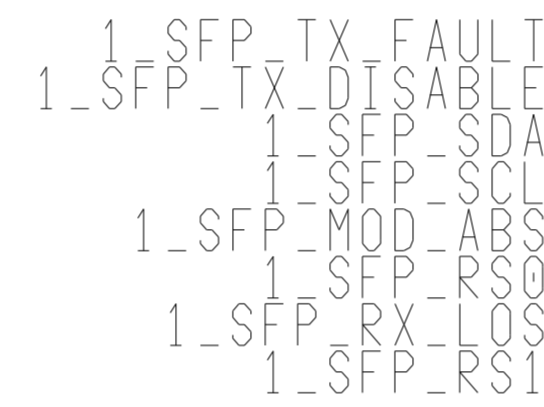 1_SFP_TX_FAULT
1_SFP_TX_DISABLE
1_SFP_SDA
1_SFP_SCL
1_SFP_MOD_ABS
1_SFP_RS0
1_SFP_RX_LOS
1_SFP_RS1